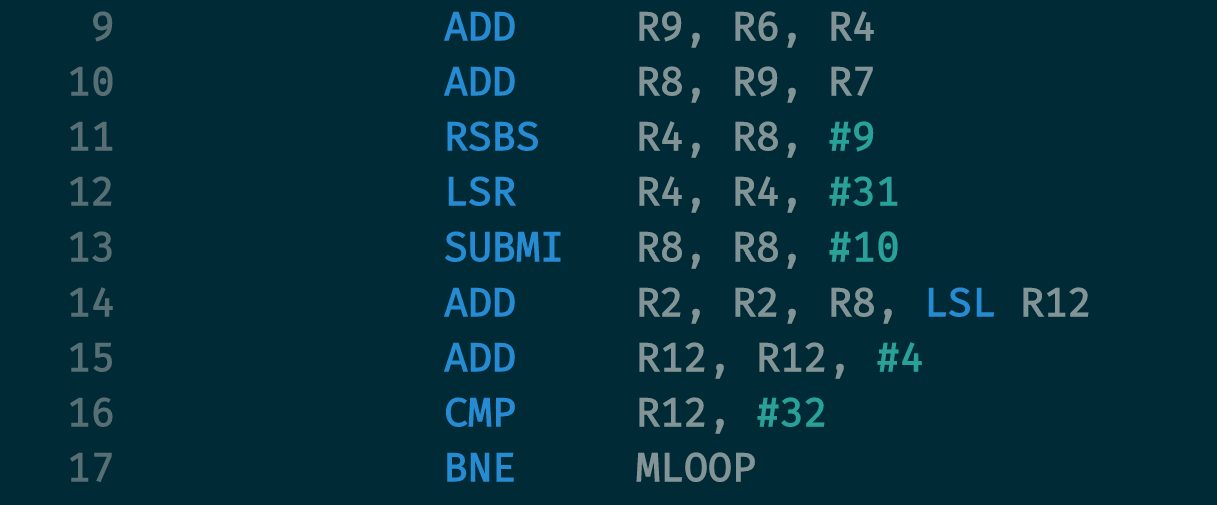 9 ADD R9, R6, R4
10 ADD R8, R9, R7
11 RSBS R4, R8, #9
12 LSR R4, R4, #31
13 SUBMI R8, R8, #10
14 ADD R2, R2, R8, LSL R12
15 ADD R12, R12, #4
16 CMP R12, #32
17 BNE MLOOP